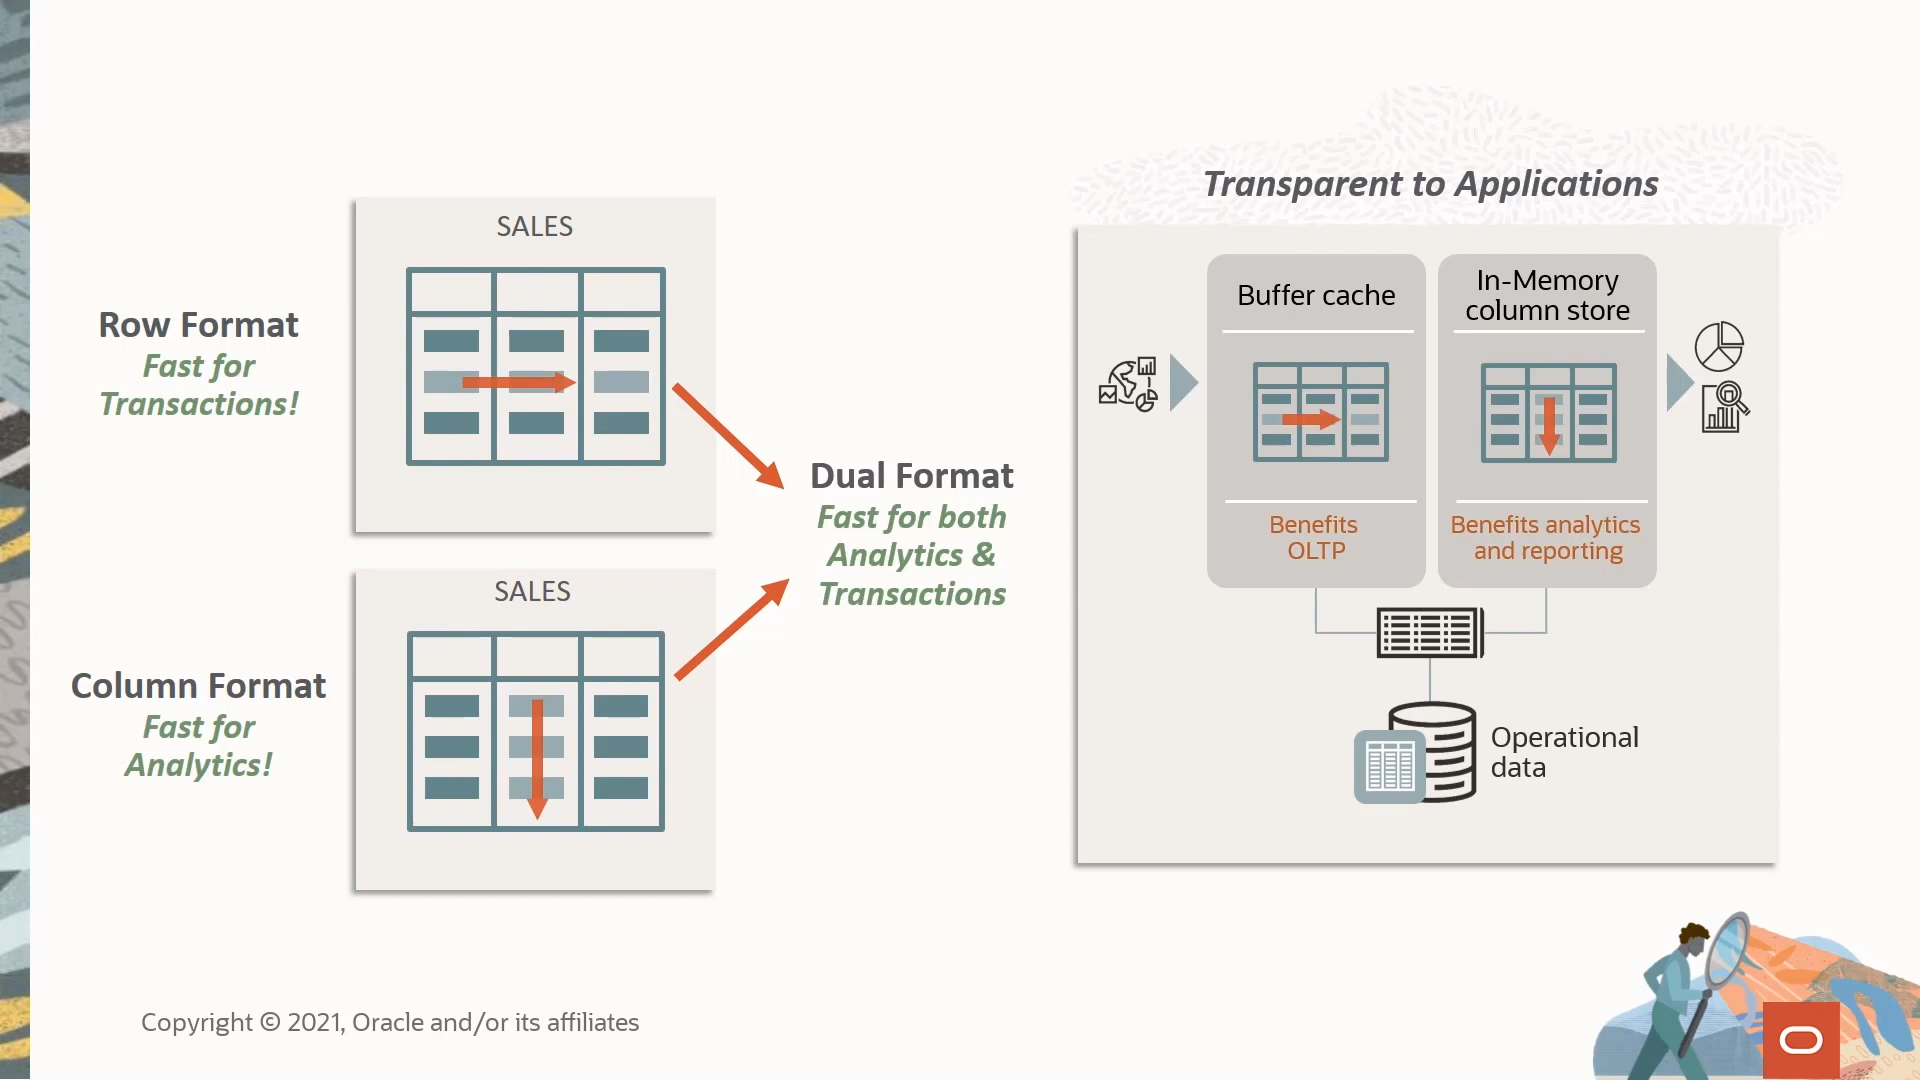 SALES
Row Format
Fast for
Transactions!
SALES
Column Format
Fast for
Analytics!
Dual Format
Fast for both
Analytics &
Transactions
Transparent to Applications
Buffer cache
Benefits
OLTP
In-Memory
column store
Benefits analytics
and reporting
Operational
data
Copyright © 2021, Oracle and/or its affiliates